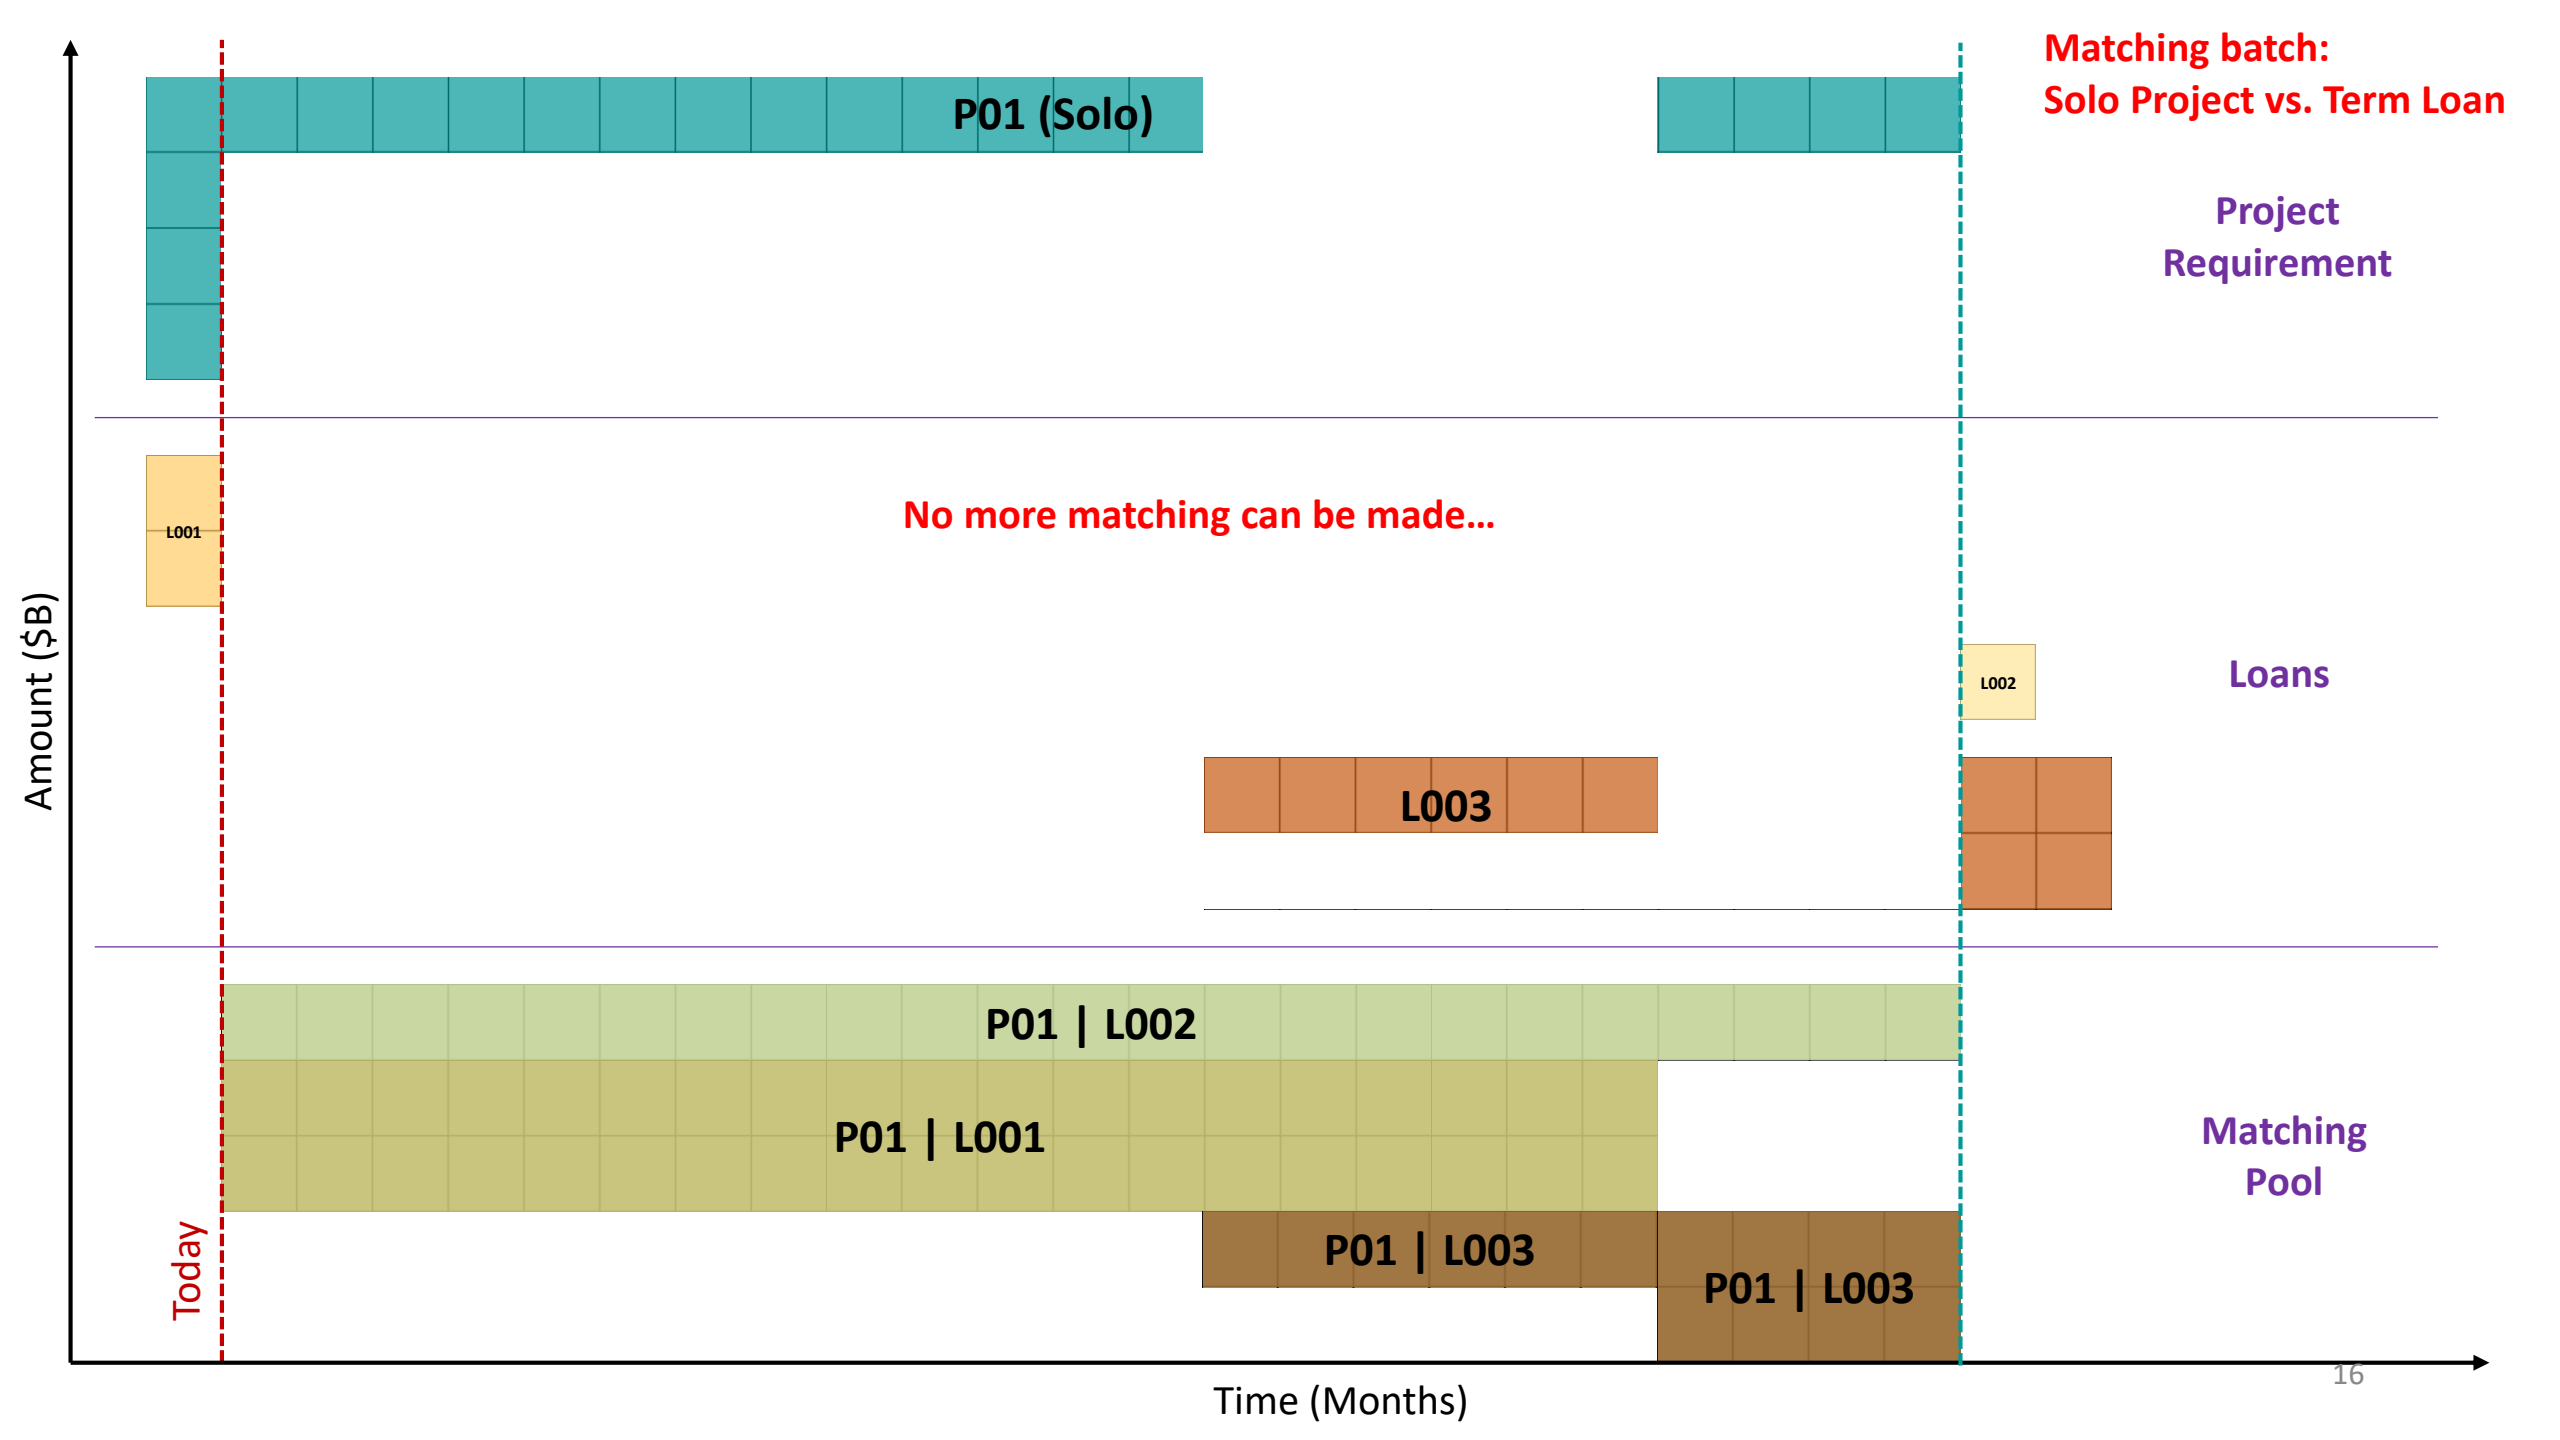 Matching batch:
Solo Project vs. Term Loan
P01 (Solo)
Project
Requirement
No more matching can be made...
L001
L002
Loans
L003
Amount ($B)
P01 | L002
P01 | L001
Matching
Pool
P01 | L003
P01 | L003
Today
Time (Months)
16